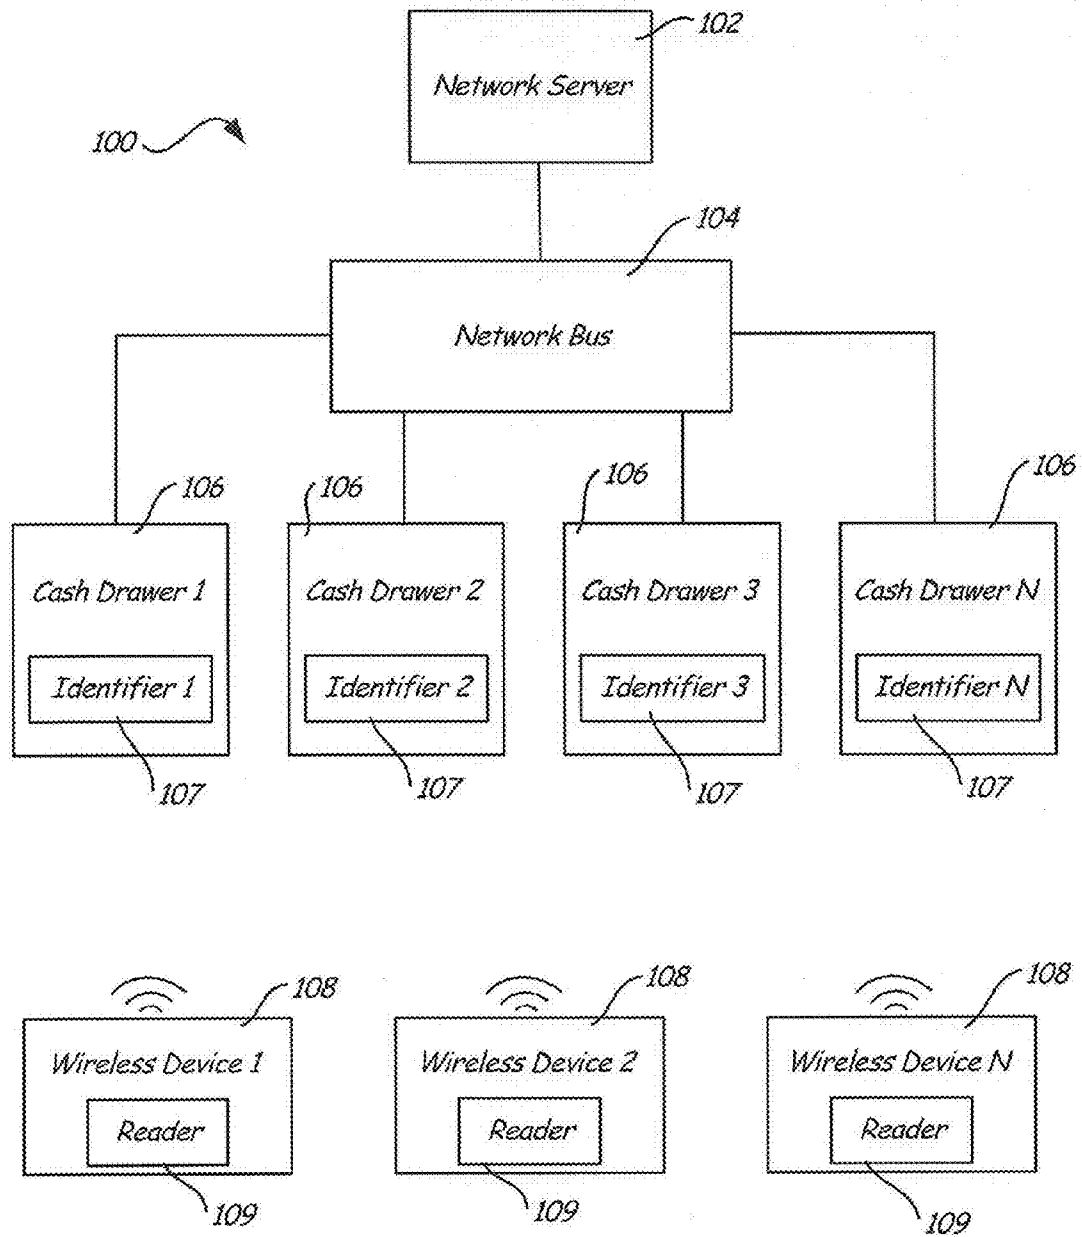 102
Network Server
100
104
Network Bus
106
106
106
106
Cash Drawer 1
Cash Drawer 2
Cash Drawer 3
Cash Drawer N
Identifier 1
Identifier 2
Identifier 3
Identifier N
107
107
107
107
108
108
108
Wireless Device 1
Wireless Device 2
Wireless Device N
Reader
Reader
Reader
109
109
109